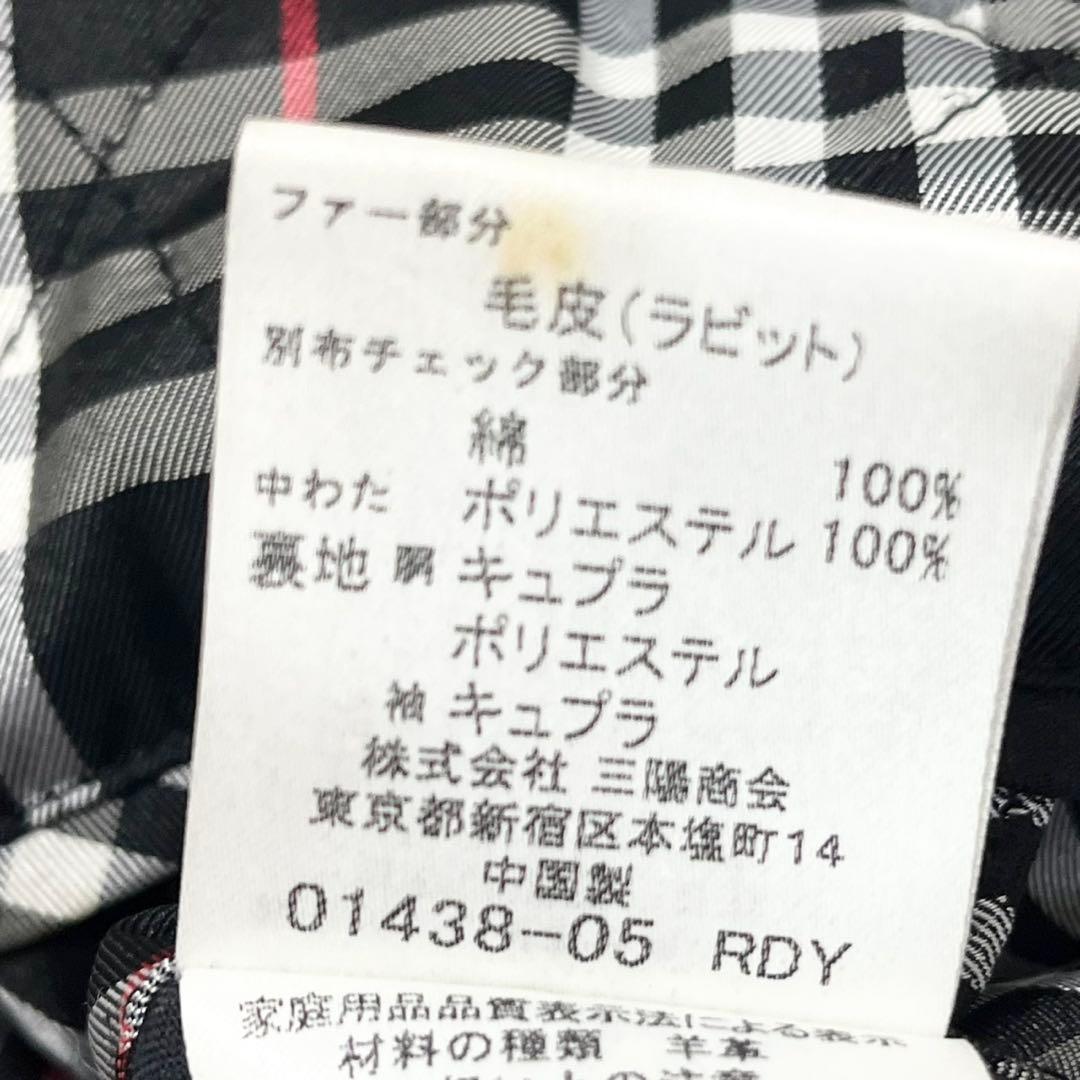 ファー部分
毛皮(ラビット)
別布チェック部分
綿 100%
中わた ポリエステル 100%
裏地 胴 キュプラ
ポリエステル
袖 キュプラ
株式会社 三陽商会
東京都新宿区本塩町14
中国製
01438-05 RDY
家庭用品品質表示法による表示
材料の種類 羊革